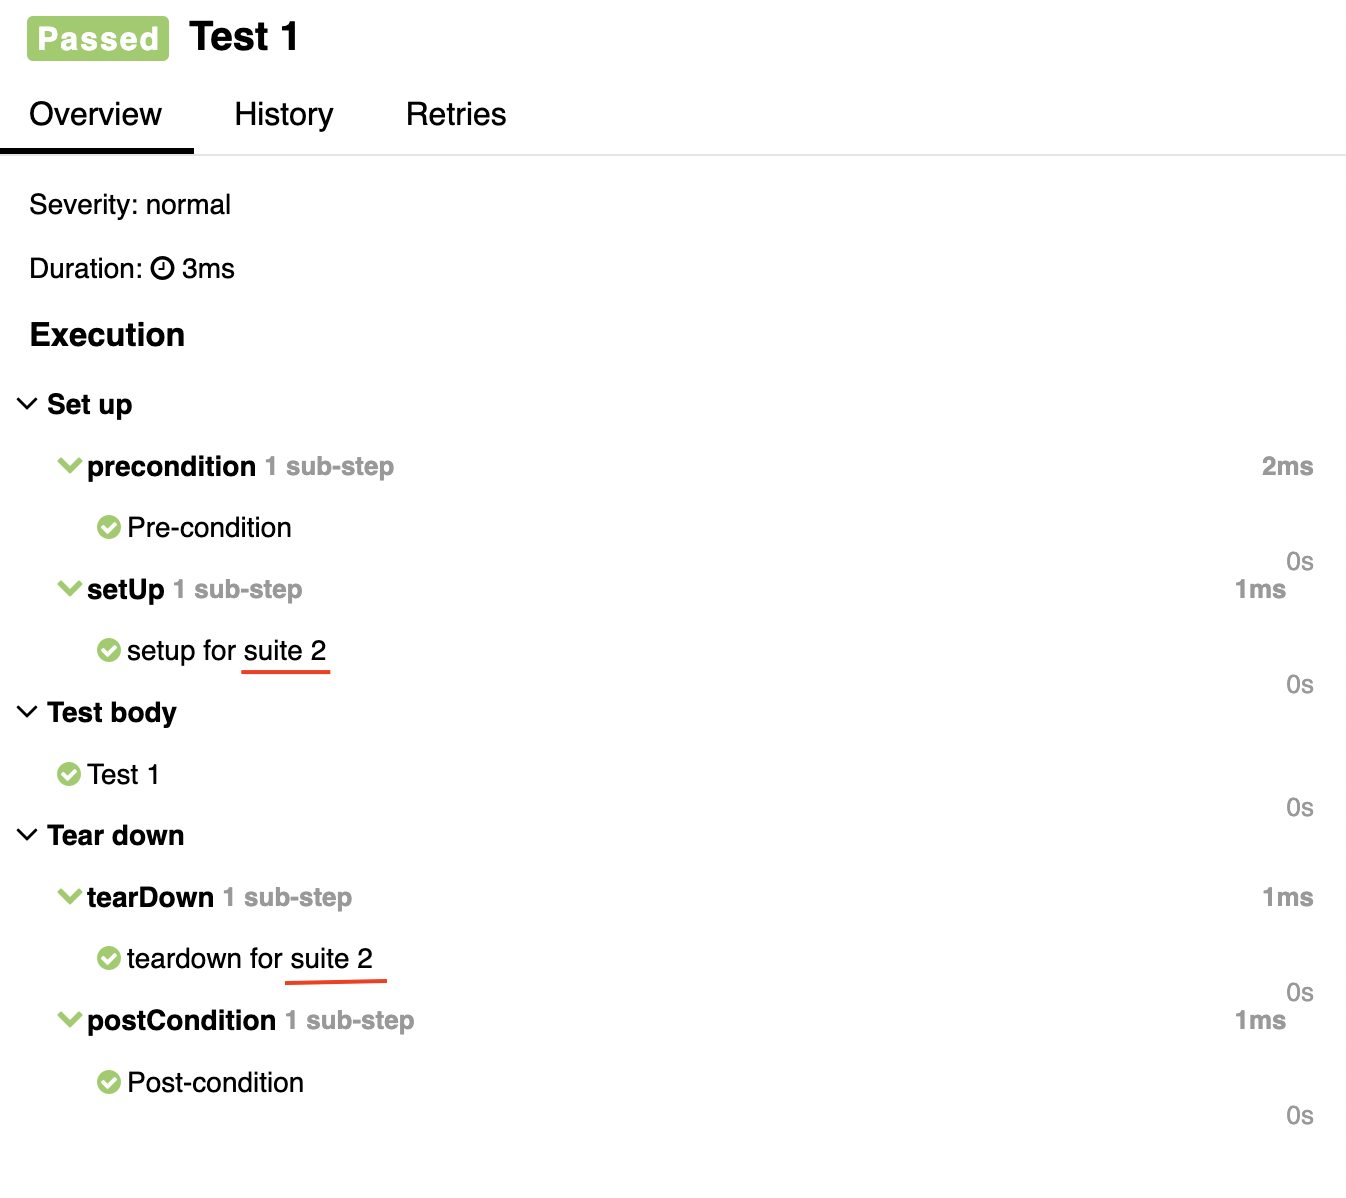 Passed Test 1
Overview History Retries
Severity: normal
Duration: 3ms
Execution
Set up
precondition 1 sub-step 2ms
Pre-condition
0s
setUp 1 sub-step 1ms
setup for suite 2
0s
Test body
Test 1
0s
Tear down
tearDown 1 sub-step 1ms
teardown for suite 2
0s
postCondition 1 sub-step 1ms
Post-condition
0s